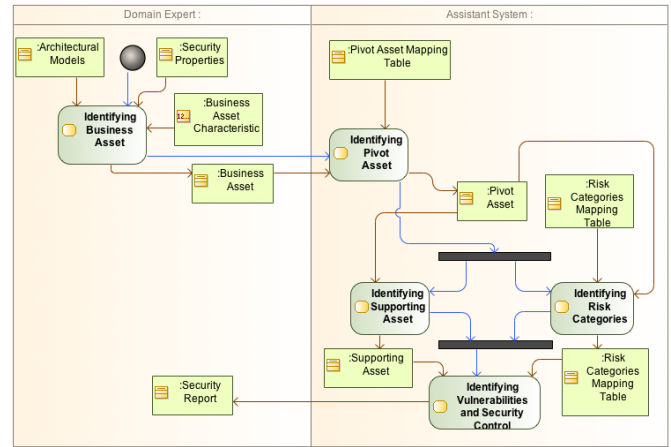 Domain Expert :
Assistant System :
:Architectural
Models
:Security
Properties
:Pivot Asset Mapping
Table
Identifying
Business
Asset
:Business
Asset
Characteristic
12..
Identifying
Pivot
Asset
:Business
Asset
:Pivot
Asset
:Risk
Categories
Mapping
Table
Identifying
Supporting
Asset
Identifying
Risk
Categories
:Supporting
Asset
:Risk
Categories
Mapping
Table
:Security
Report
Identifying
Vulnerabilities
and Security
Control